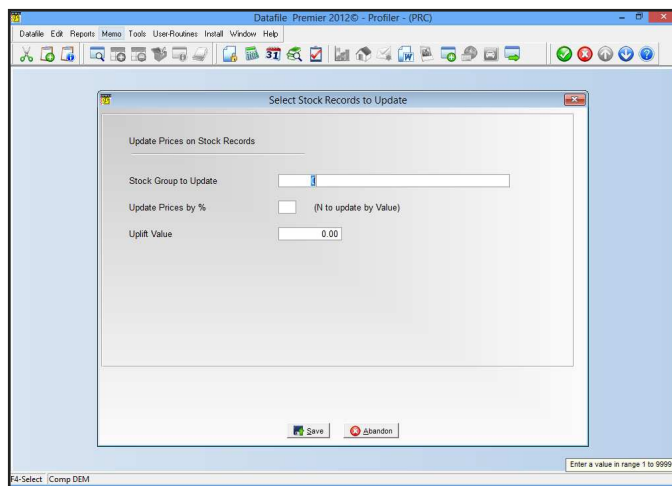 Datafile Premier 2012© - Profiler - (PRC)
Datafile Edit Reports Memo Tools User-Routines Install Window Help
31
W
Select Stock Records to Update
Update Prices on Stock Records
Stock Group to Update
Update Prices by % (N to update by Value)
Uplift Value 0.00
Save Abandon
Enter a value in range 1 to 9999
F4-Select Comp DEM